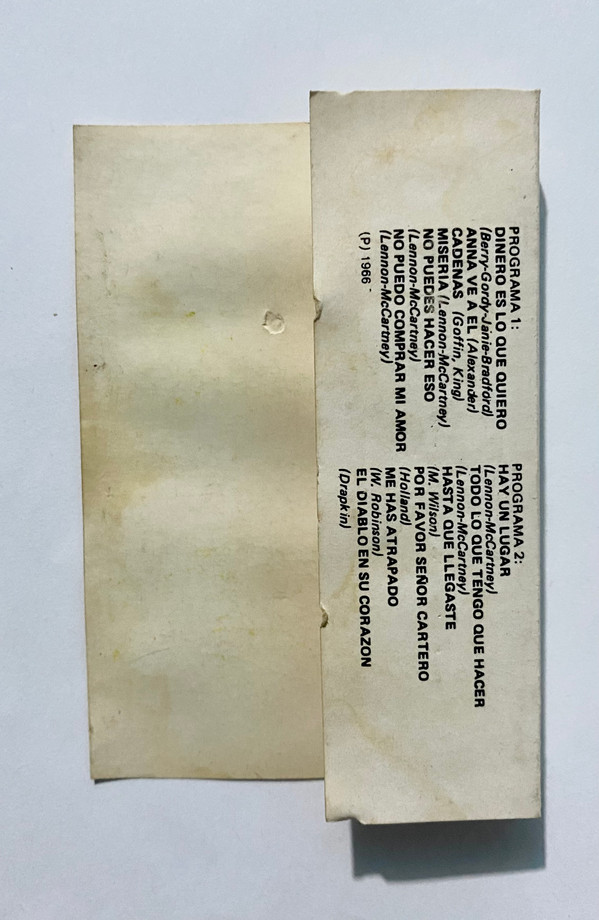 PROGRAMA 1:
DINERO ES LO QUE QUIERO
(Berry-Gordy-Janie-Bradford)
ANNA VE A EL (Alexander)
CADENAS (Goffin, King)
MISERIA (Lennon-McCartney)
NO PUEDES HACER ESO
(Lennon-McCartney)
NO PUEDO COMPRAR MI AMOR
(Lennon-McCartney)
(P) 1966-
PROGRAMA 2:
HAY UN LUGAR
(Lennon-McCartney)
TODO LO QUE TENGO QUE HACER
(Lennon-McCartney)
HASTA QUE LLEGASTE
(M. Wilson)
POR FAVOR SEÑOR CARTERO
(Holland)
ME HAS ATRAPADO
(W. Robinson)
EL DIABLO EN SU CORAZON
(Drapkin)